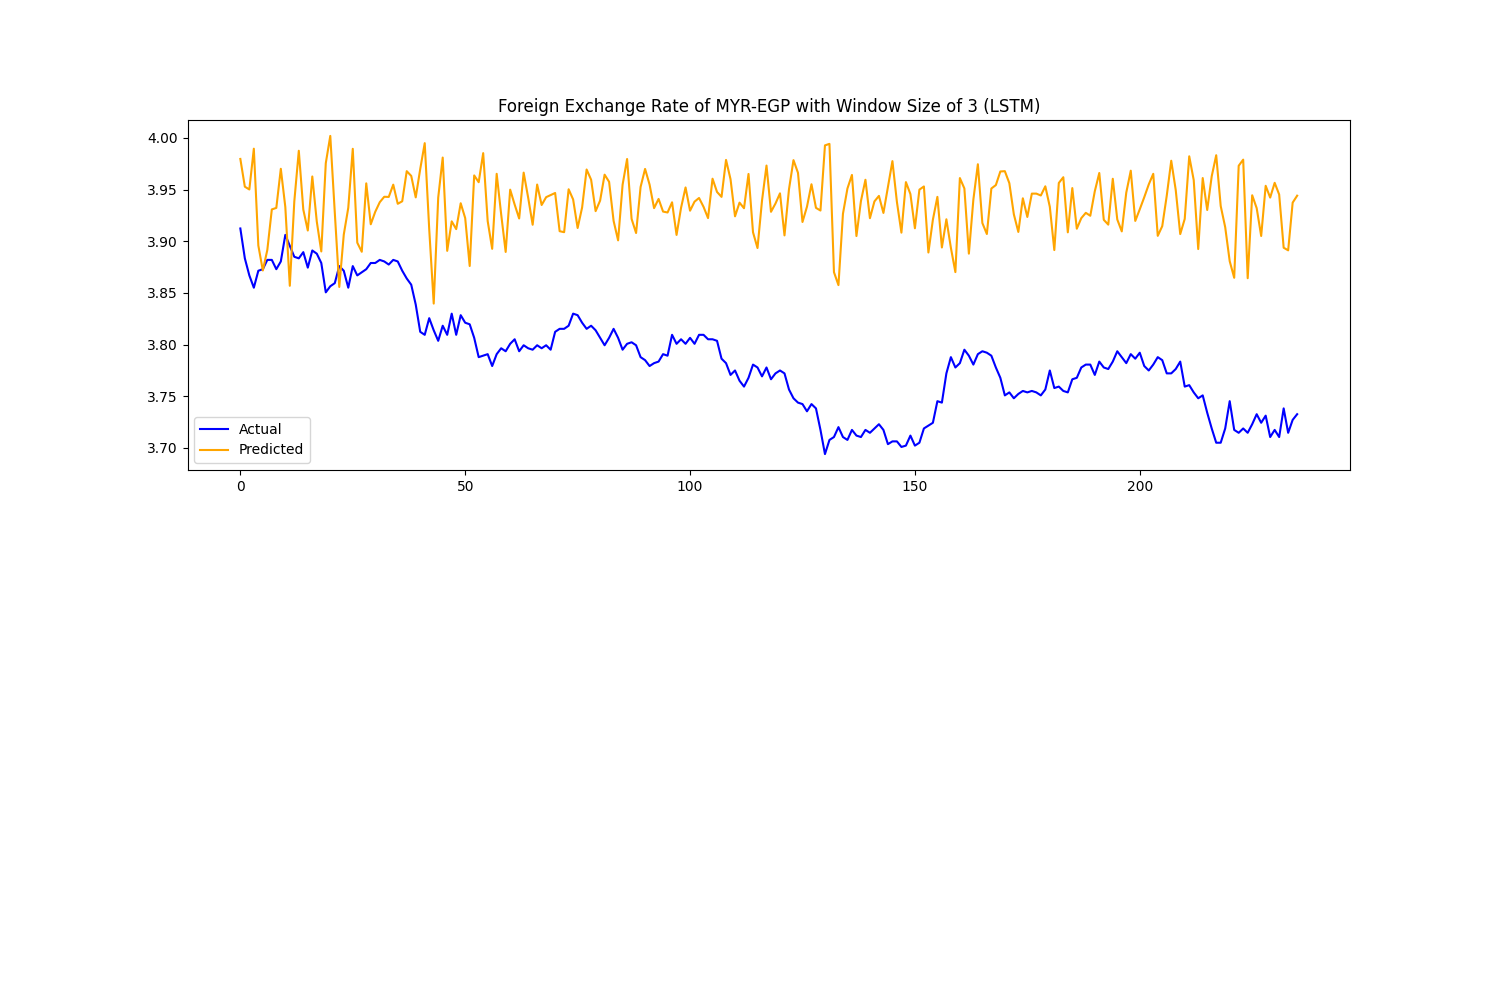 Foreign Exchange Rate of MYR-EGP with Window Size of 3 (LSTM)
4.00
3.95
3.90
3.85
3.80
3.75
3.70
Actual
Predicted
0 50 100 150 200